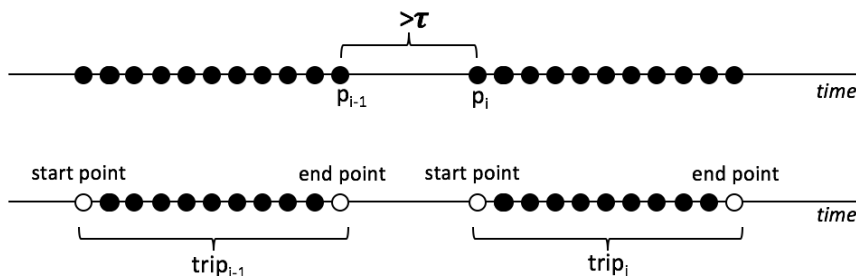 >τ
p_{i-1} p_i time
start point end point start point end point
time
trip_{i-1} trip_i